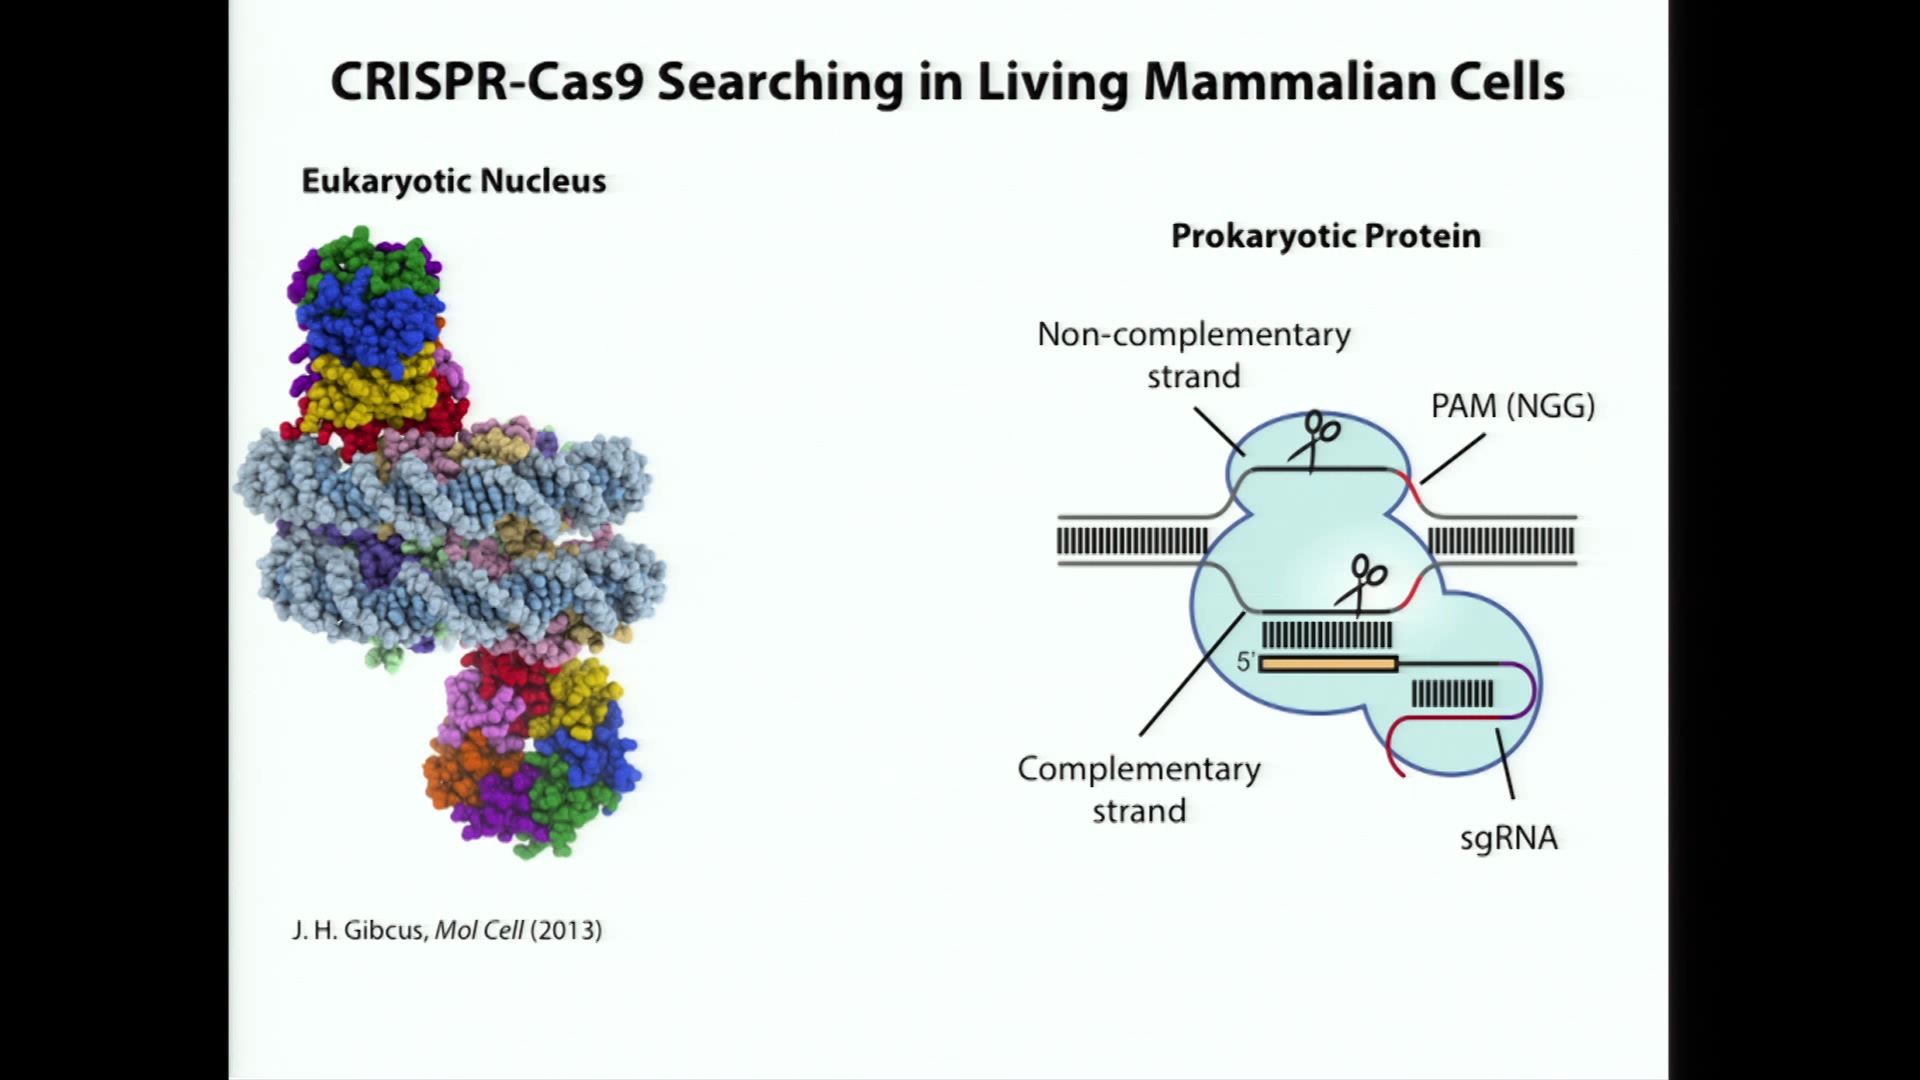 CRISPR-Cas9 Searching in Living Mammalian Cells
Eukaryotic Nucleus
Prokaryotic Protein
Non-complementary
strand
PAM (NGG)
5'
Complementary
strand
sgRNA
J. H. Gibcus, Mol Cell (2013)